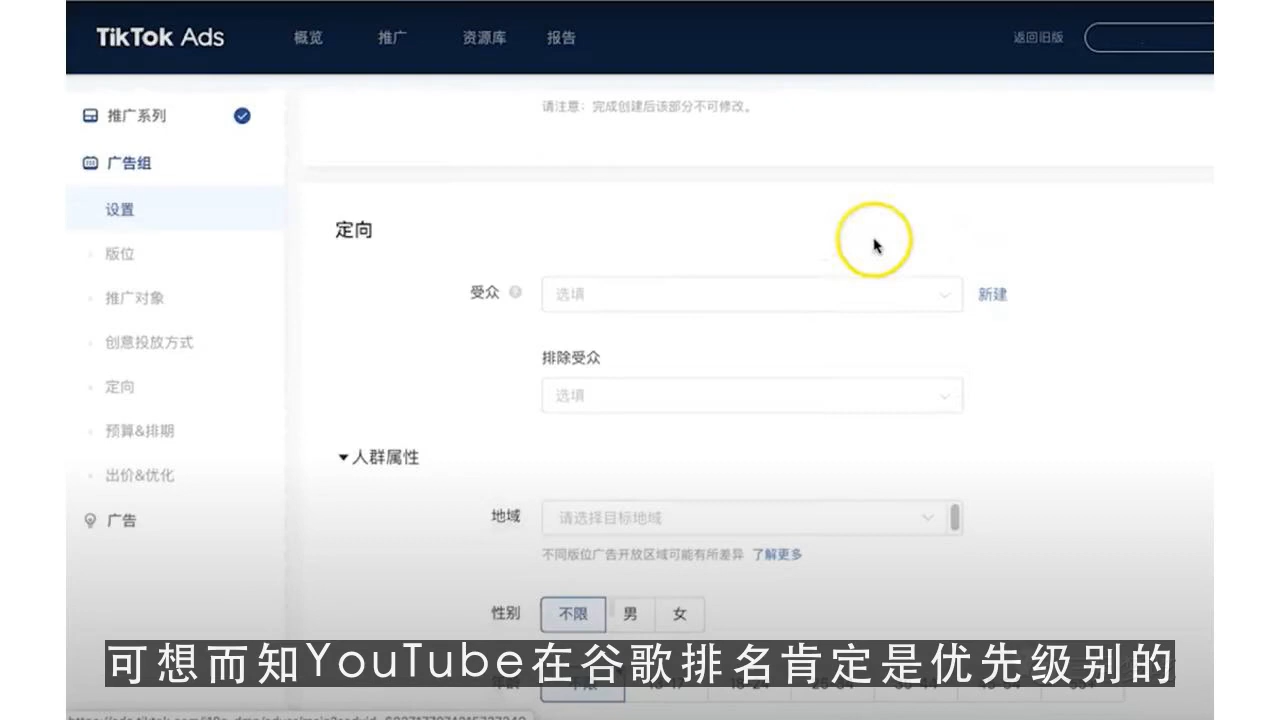 TikTok Ads 概览 推广 资源库 报告 返回旧版
推广系列
请注意：完成创建后该部分不可修改。
广告组
设置
定向
版位
受众 选填 新建
推广对象
创意投放方式
排除受众
定向
选填
预算&排期
人群属性
出价&优化
地域 请选择目标地域
广告
不同版位广告开放区域可能有所差异 了解更多
性别 不限 男 女
可想而知YouTube在谷歌排名肯定是优先级别的